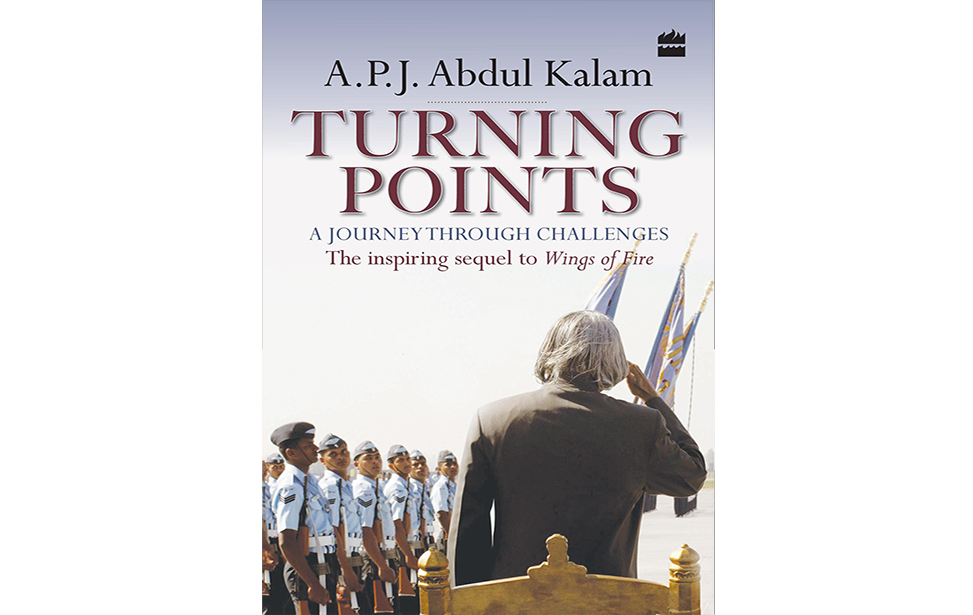 A.P.J. Abdul Kalam
TURNING
POINTS
A JOURNEY THROUGH CHALLENGES
The inspiring sequel to Wings of Fire